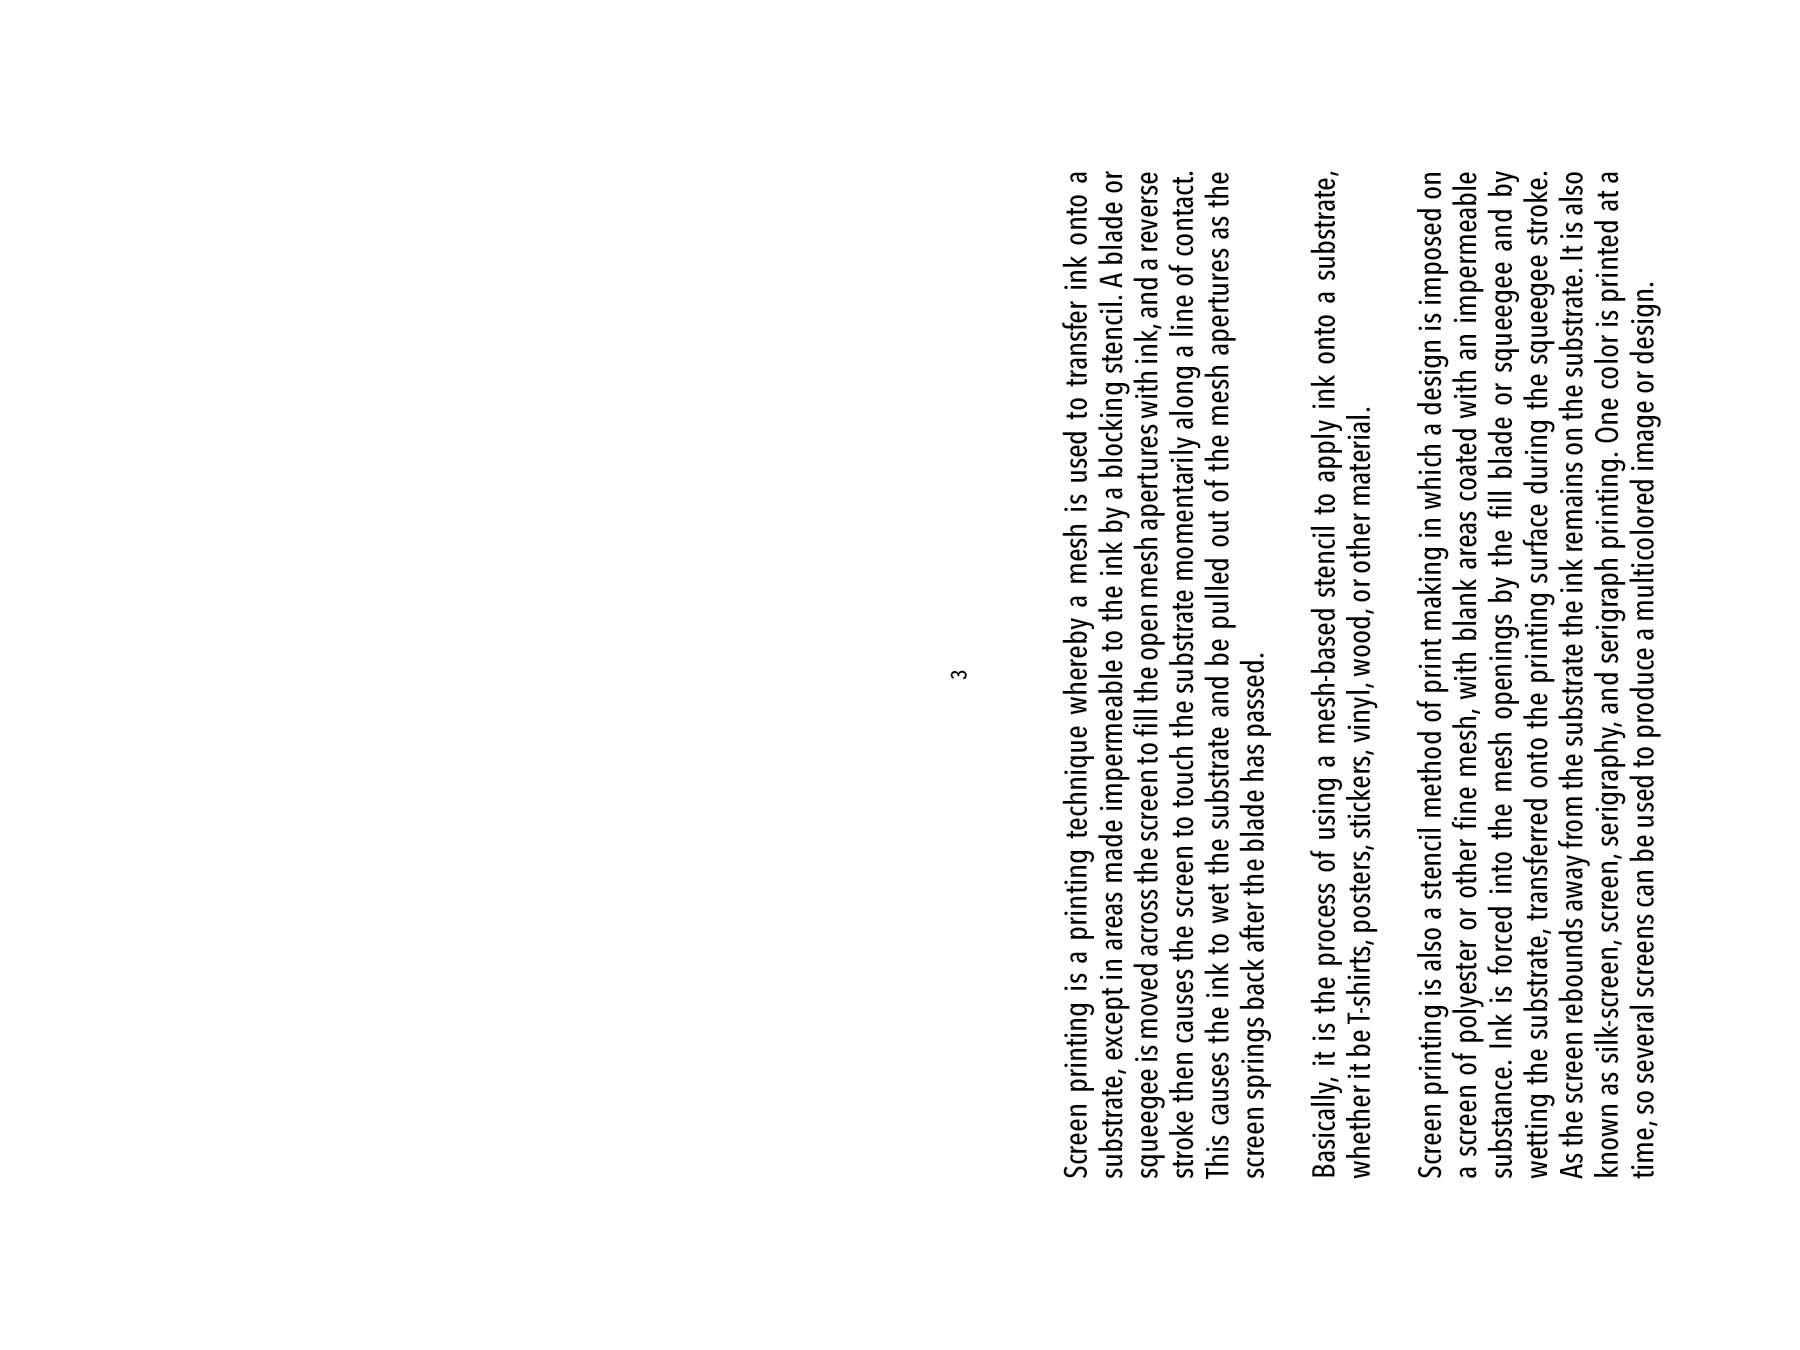 3
Screen printing is a printing technique whereby a mesh is used to transfer ink onto a
substrate, except in areas made impermeable to the ink by a blocking stencil. A blade or
squeegee is moved across the screen to fill the open mesh apertures with ink, and a reverse
stroke then causes the screen to touch the substrate momentarily along a line of contact.
This causes the ink to wet the substrate and be pulled out of the mesh apertures as the
screen springs back after the blade has passed.
Basically, it is the process of using a mesh-based stencil to apply ink onto a substrate,
whether it be T-shirts, posters, stickers, vinyl, wood, or other material.
Screen printing is also a stencil method of print making in which a design is imposed on
a screen of polyester or other fine mesh, with blank areas coated with an impermeable
substance. Ink is forced into the mesh openings by the fill blade or squeegee and by
wetting the substrate, transferred onto the printing surface during the squeegee stroke.
As the screen rebounds away from the substrate the ink remains on the substrate. It is also
known as silk-screen, screen, serigraphy, and serigraph printing. One color is printed at a
time, so several screens can be used to produce a multicolored image or design.